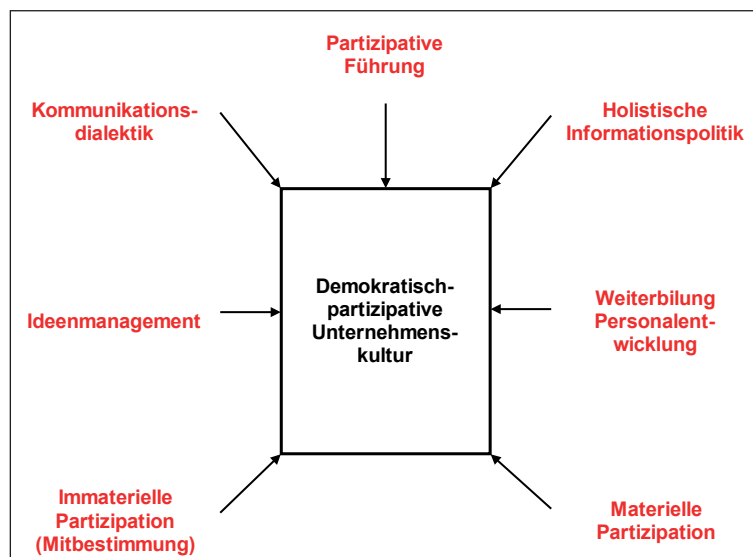 Partizipative
Führung
Kommunikations-
dialektik
Holistische
Informationspolitik
Demokratisch-
partizipative
Unternehmens-
kultur
Ideenmanagement
Weiterbilung
Personalent-
wicklung
Immaterielle
Partizipation
(Mitbestimmung)
Materielle
Partizipation